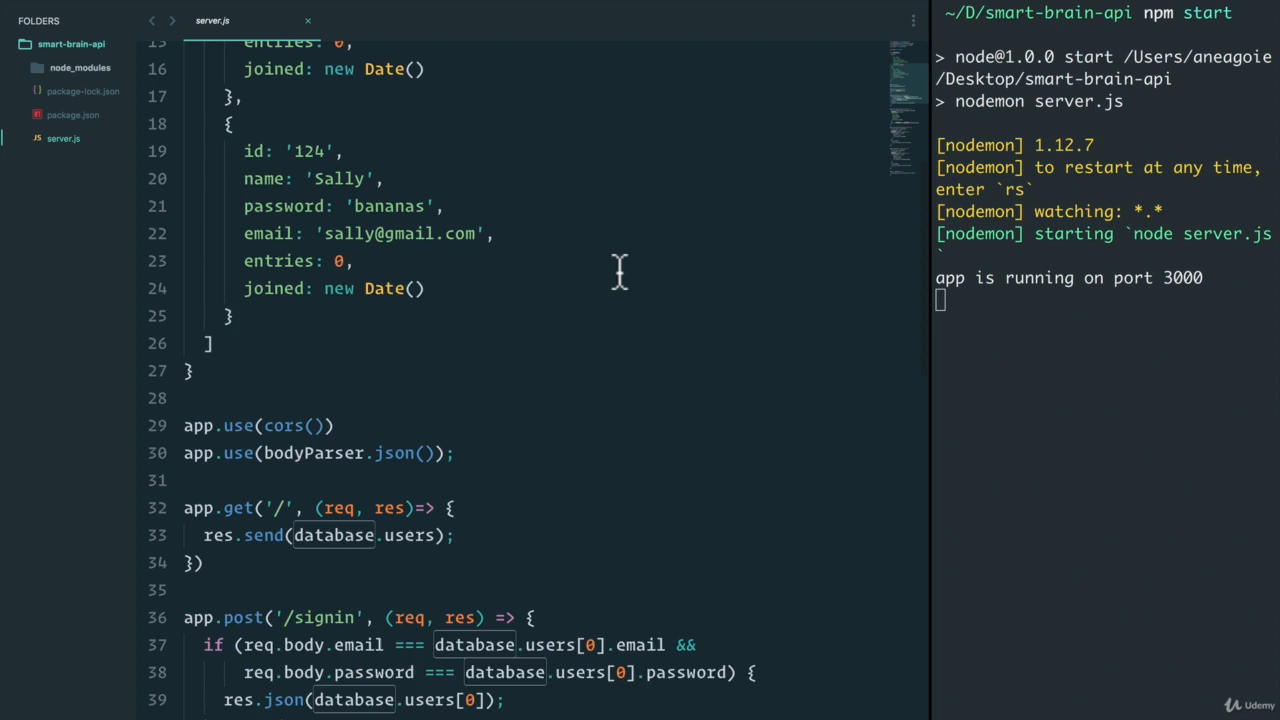 FOLDERS
smart-brain-api
node_modules
package-lock.json
package.json
JS server.js
server.js ×
15 entries: 0,
16 joined: new Date()
17 },
18 {
19 id: '124',
20 name: 'Sally',
21 password: 'bananas',
22 email: 'sally@gmail.com',
23 entries: 0,
24 joined: new Date()
25 }
26 ]
27 }
28
29 app.use(cors())
30 app.use(bodyParser.json());
31
32 app.get('/', (req, res)=> {
33 res.send(database.users);
34 })
35
36 app.post('/signin', (req, res) => {
37 if (req.body.email === database.users[0].email &&
38 req.body.password === database.users[0].password) {
39 res.json(database.users[0]);
~/D/smart-brain-api npm start
> node@1.0.0 start /Users/aneagoie
/Desktop/smart-brain-api
> nodemon server.js
[nodemon] 1.12.7
[nodemon] to restart at any time,
enter `rs`
[nodemon] watching: *.*
[nodemon] starting `node server.js
`
app is running on port 3000
Udemy